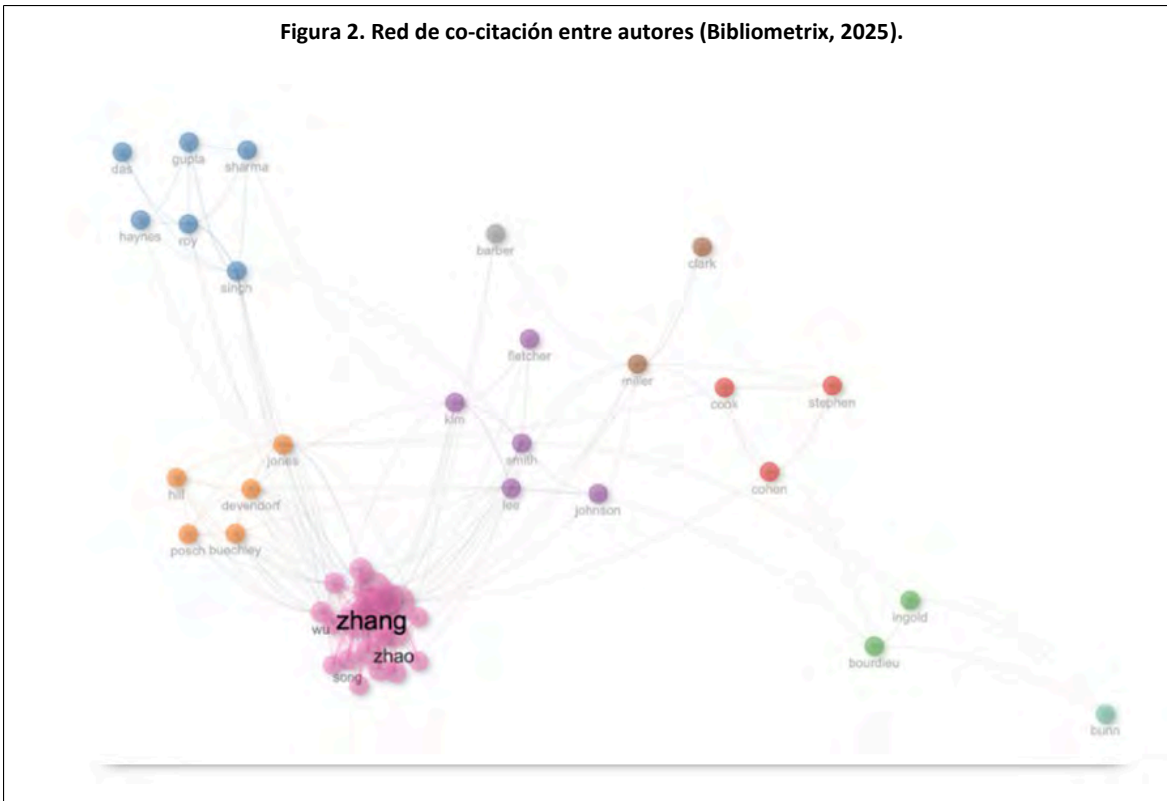 Figura 2. Red de co-citación entre autores (Bibliometrix, 2025).
das
gupta
sharma
haynes
roy
singh
barber
clark
fletcher
miller
kim
cook
stephen
jones
smith
cohen
hill
devendorf
lee
johnson
posch
buechley
ingold
wu
zhang
bourdieu
zhao
song
bunn